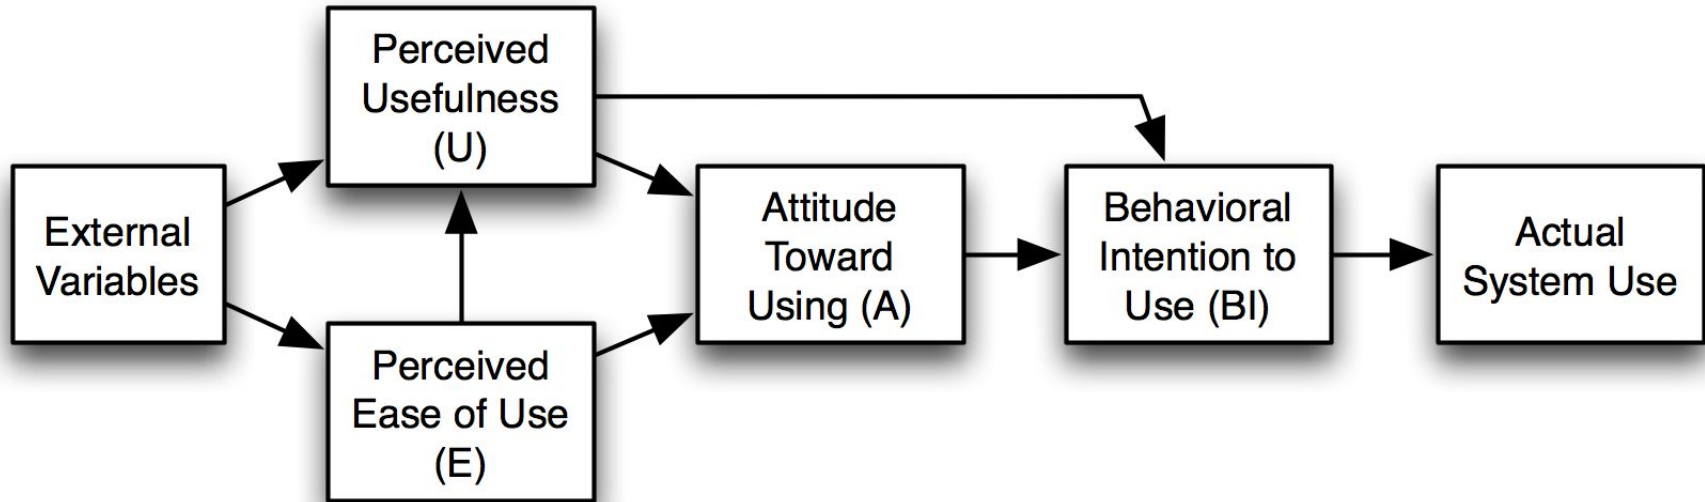 External
Variables
Perceived
Usefulness
(U)
Perceived
Ease of Use
(E)
Attitude
Toward
Using (A)
Behavioral
Intention to
Use (BI)
Actual
System Use